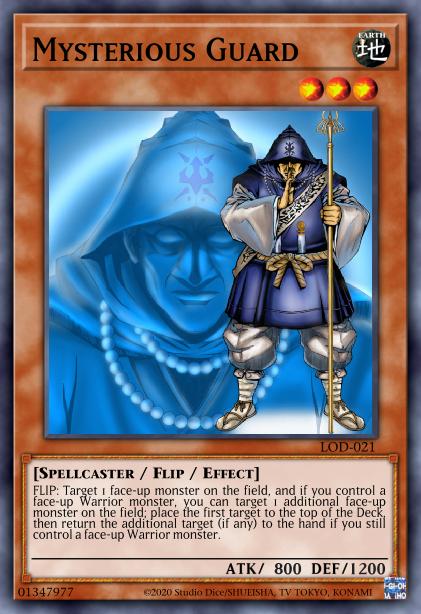 MYSTERIOUS GUARD
EARTH
地
LOD-021
[SPELLCASTER / FLIP / EFFECT]
FLIP: Target 1 face-up monster on the field, and if you control a
face-up Warrior monster, you can target 1 additional face-up
monster on the field; place the first target to the top of the Deck,
then return the additional target (if any) to the hand if you still
control a face-up Warrior monster.
ATK/ 800 DEF/1200
01347977
©2020 Studio Dice/SHUEISHA, TV TOKYO, KONAMI